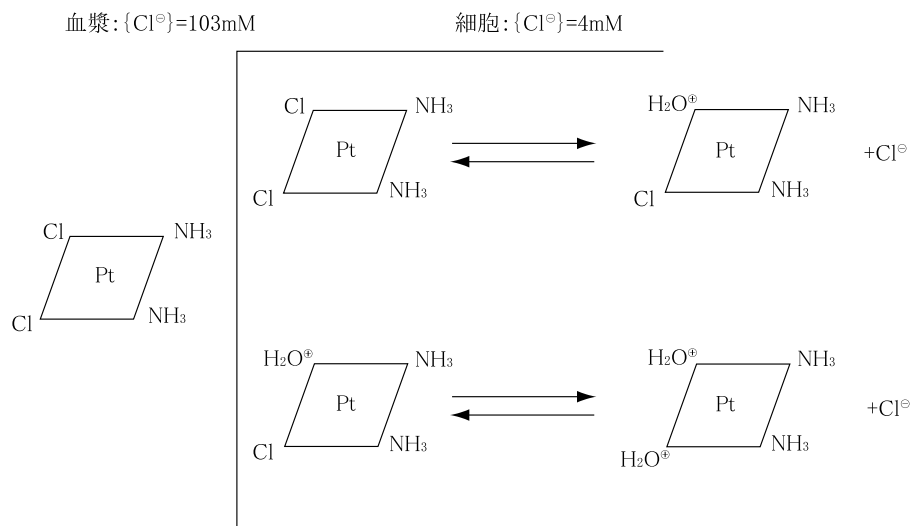 血漿:{Cl⊖}=103mM
細胞:{Cl⊖}=4mM
Cl
NH₃
Pt
Cl
NH₃
H₂O⊕
NH₃
Pt
Cl
NH₃
+Cl⊖
Cl
NH₃
Pt
Cl
NH₃
H₂O⊕
NH₃
Pt
Cl
NH₃
H₂O⊕
NH₃
Pt
H₂O⊕
NH₃
+Cl⊖